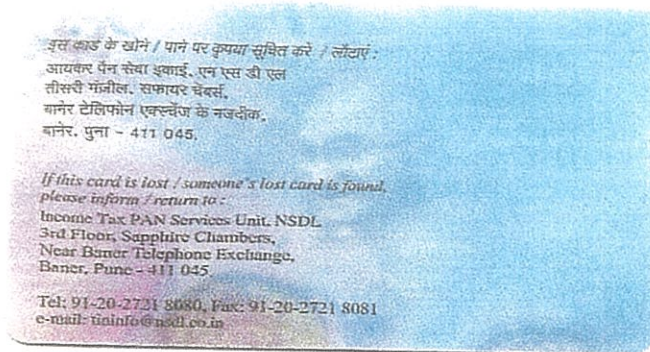 इस कार्ड के खोने / पाने पर कृपया सूचित करें / लौटाएं :
आयकर पैन सेवा इकाई, एन एस डी एल
तीसरी मंज़ील, सफायर चेंबर्स,
बानेर टेलिफोन एक्स्चेंज के नजदीक,
बानेर, पुना - 411 045.
If this card is lost / someone's lost card is found,
please inform / return to :
Income Tax PAN Services Unit, NSDL
3rd Floor, Sapphire Chambers,
Near Baner Telephone Exchange,
Baner, Pune - 411 045.
Tel: 91-20-2721 8080, Fax: 91-20-2721 8081
e-mail: tininfo@nsdl.co.in